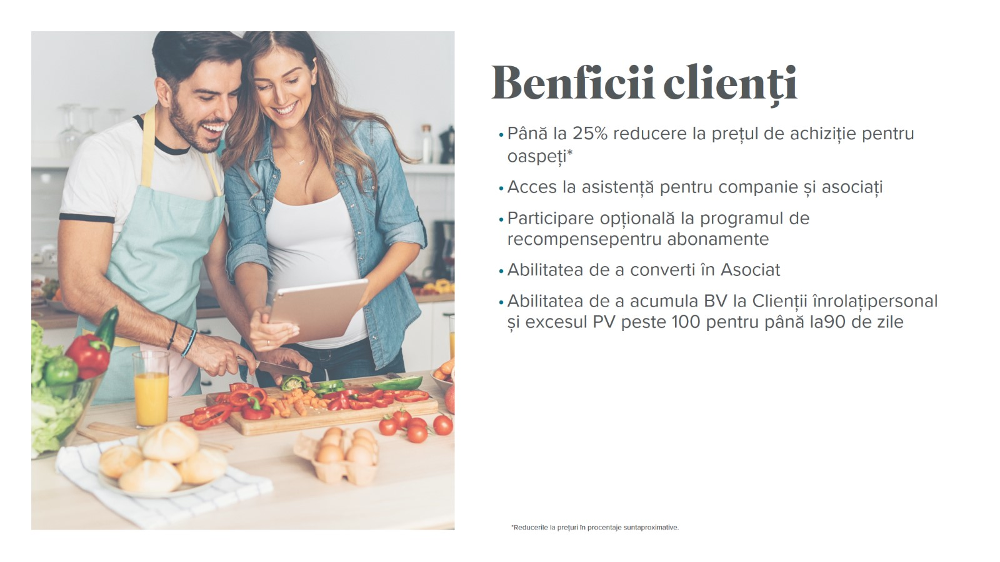 Benficii clienți
• Până la 25% reducere la prețul de achiziție pentru
oaspeți*
• Acces la asistență pentru companie și asociați
• Participare opțională la programul de
recompensepentru abonamente
• Abilitatea de a converti în Asociat
• Abilitatea de a acumula BV la Clienții înrolațipersonal
și excesul PV peste 100 pentru până la90 de zile
*Reducerile la prețuri în procentaje suntaproximative.